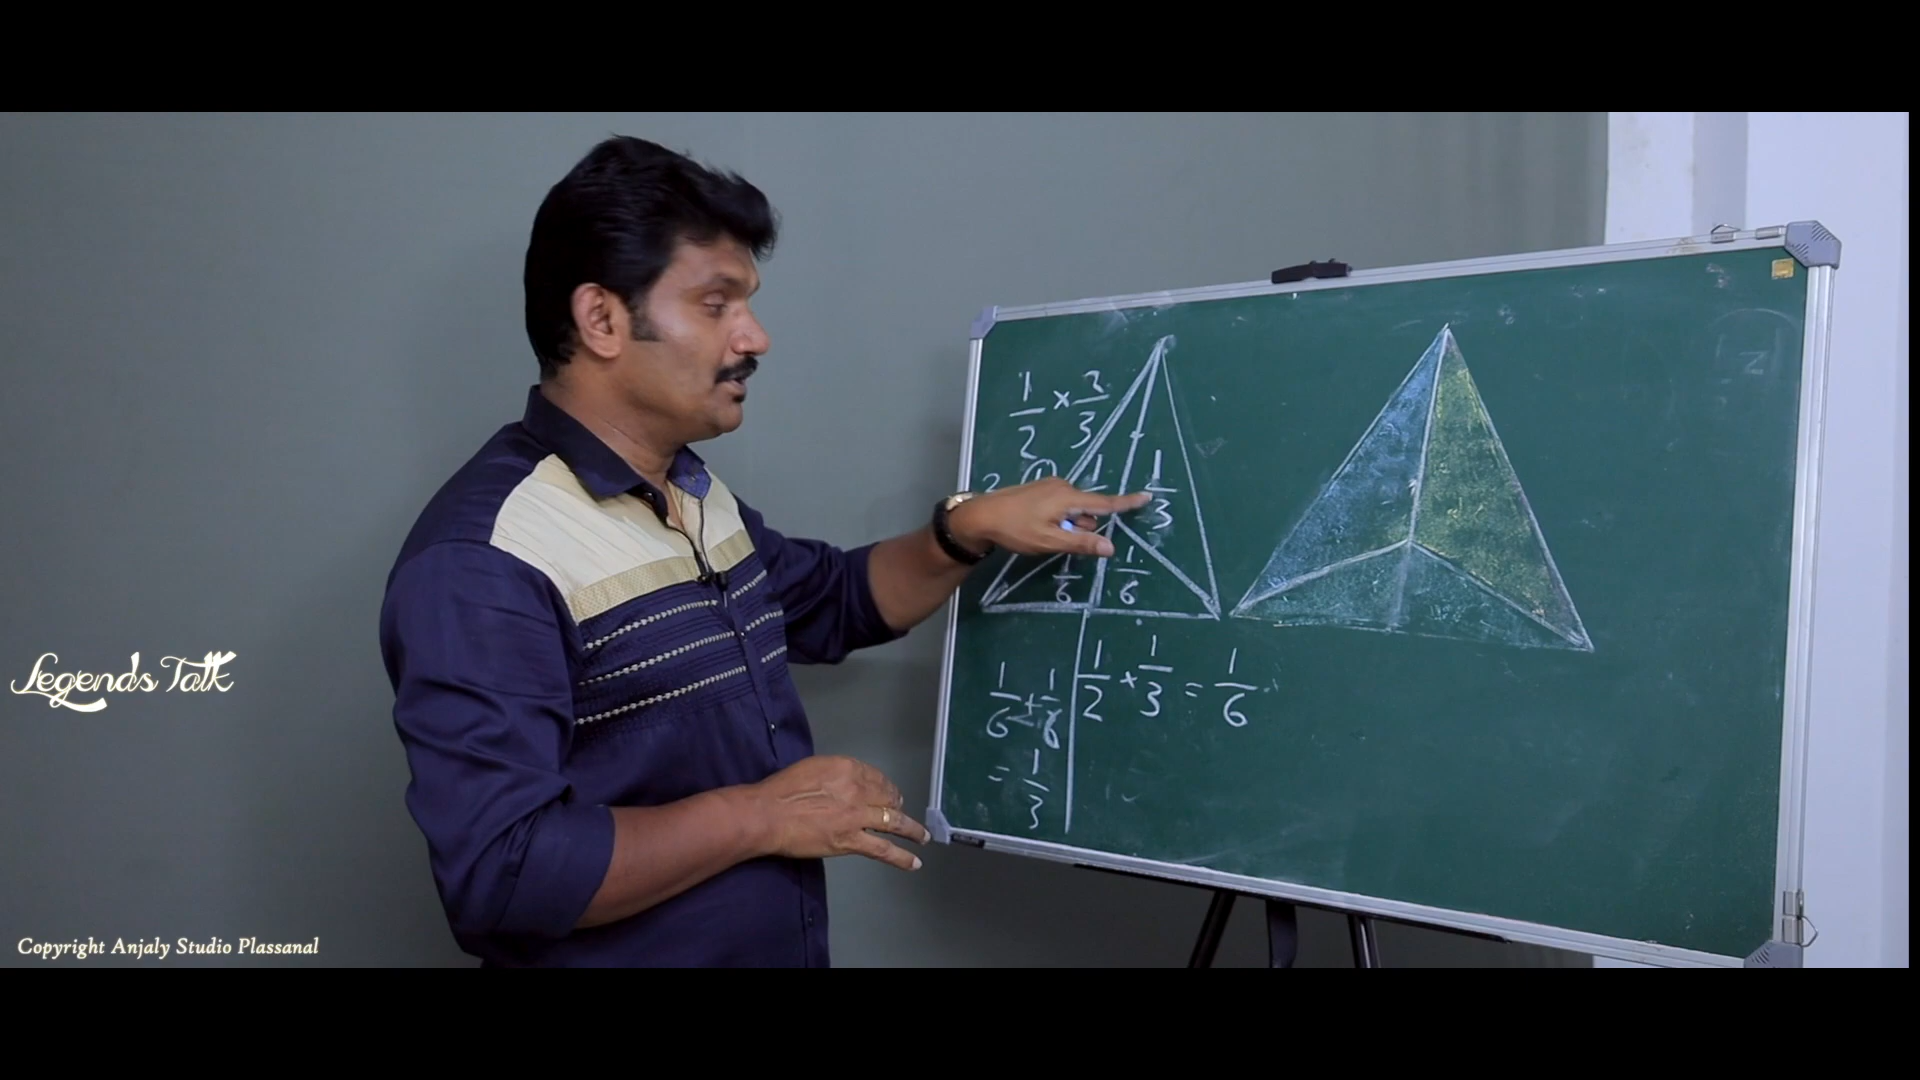 1/2 × 2/3
1/3
1/6 1/6
1/6 + 1/6
= 1/3
1/2 × 1/3 = 1/6
Legends Talk
Copyright Anjaly Studio Plassanal